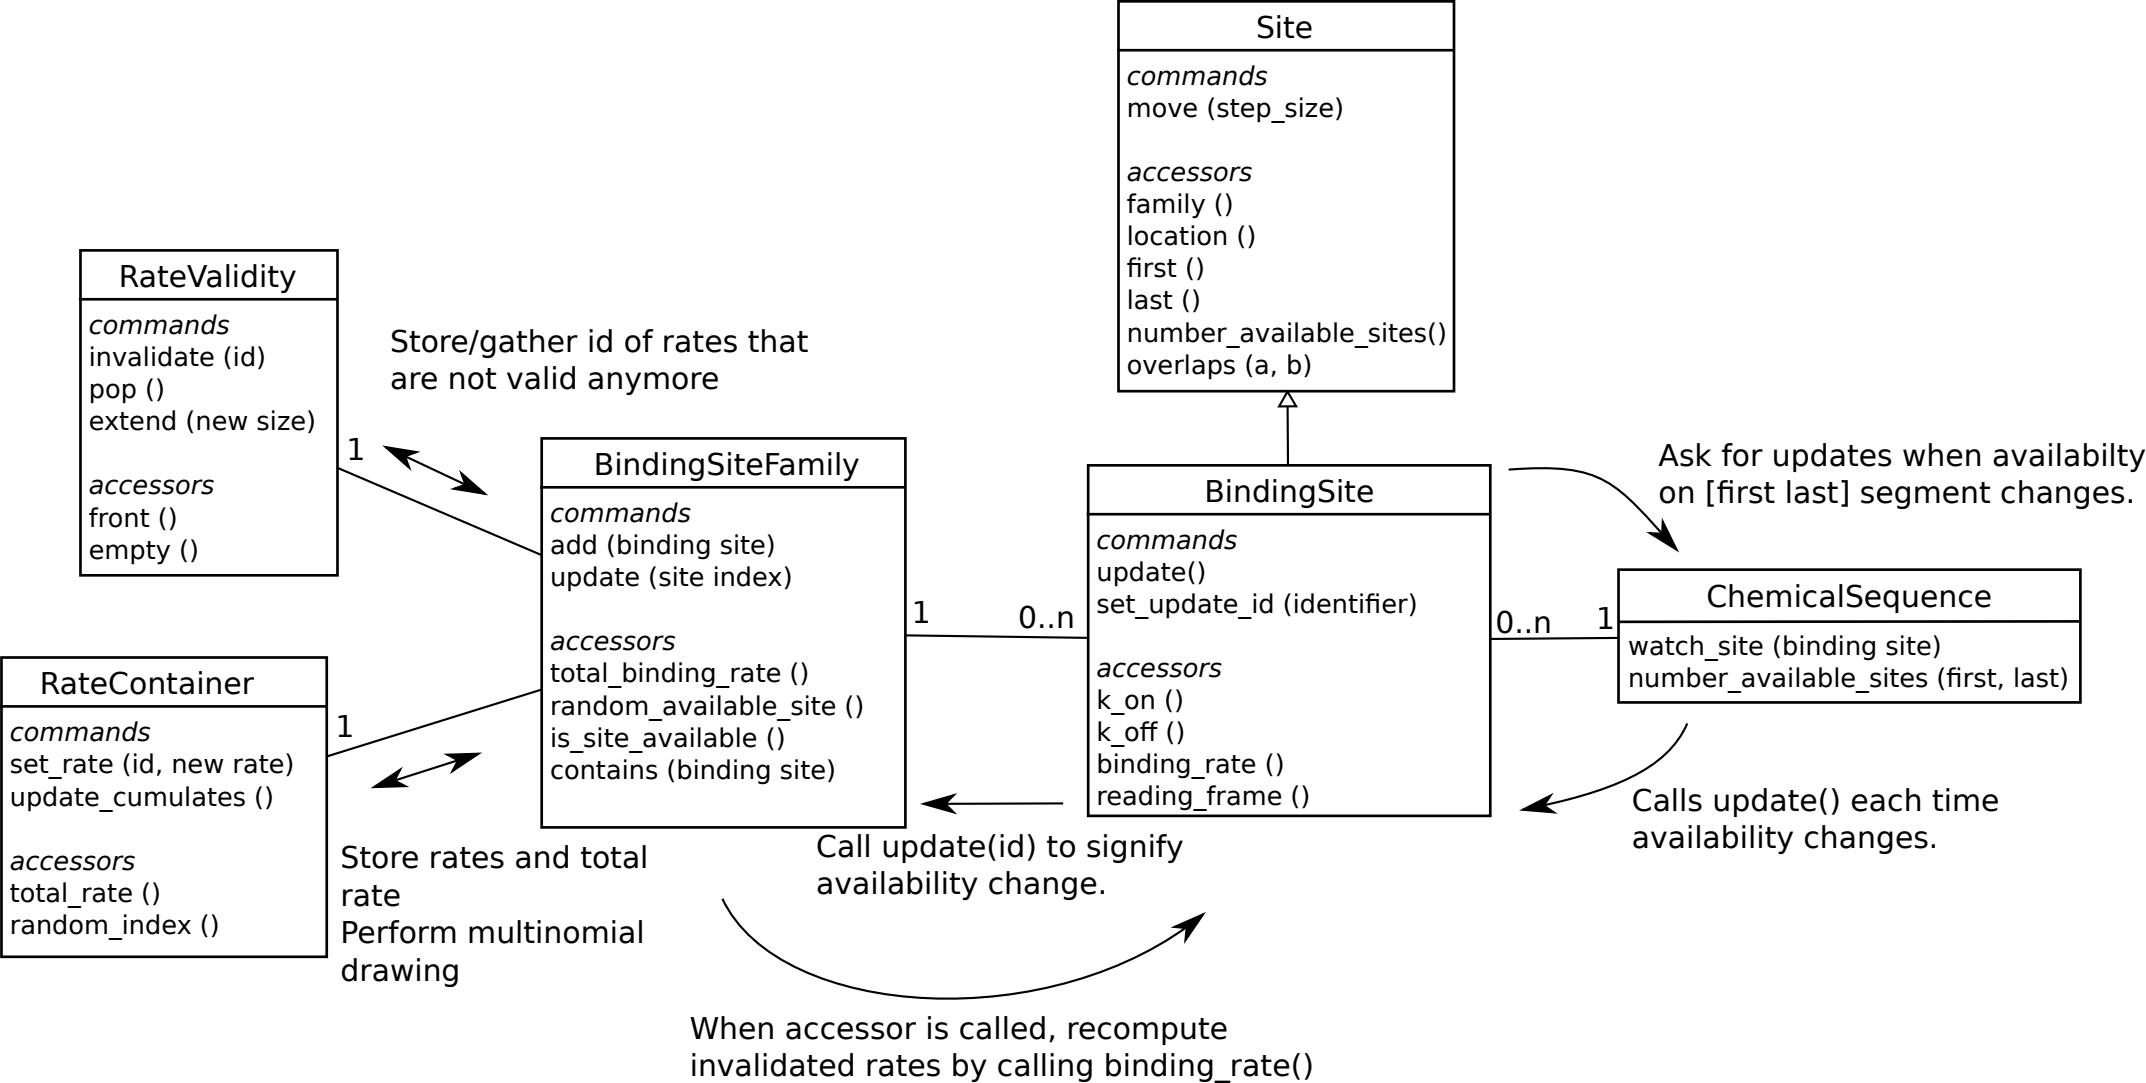 Site
commands
move (step_size)
accessors
family ()
location ()
first ()
last ()
number_available_sites()
overlaps (a, b)
RateValidity
commands
invalidate (id)
pop ()
extend (new size)
accessors
front ()
empty ()
1
Store/gather id of rates that
are not valid anymore
BindingSiteFamily
commands
add (binding site)
update (site index)
accessors
total_binding_rate ()
random_available_site ()
is_site_available ()
contains (binding site)
1
0..n
BindingSite
commands
update()
set_update_id (identifier)
accessors
k_on ()
k_off ()
binding_rate ()
reading_frame ()
0..n
1
Ask for updates when availabilty
on [first last] segment changes.
ChemicalSequence
watch_site (binding site)
number_available_sites (first, last)
Calls update() each time
availability changes.
RateContainer
commands
set_rate (id, new rate)
update_cumulates ()
accessors
total_rate ()
random_index ()
1
Store rates and total
rate
Perform multinomial
drawing
Call update(id) to signify
availability change.
When accessor is called, recompute
invalidated rates by calling binding_rate()